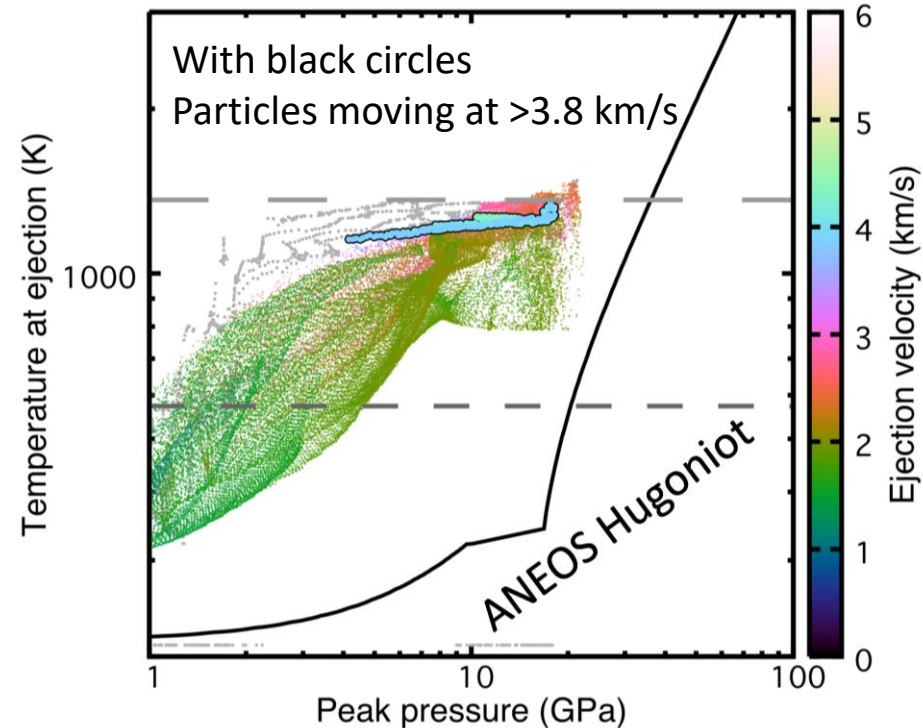 With black circles
Particles moving at >3.8 km/s
Temperature at ejection (K)
1000
ANEOS Hugoniot
1
10
100
Peak pressure (GPa)
6
5
4
3
2
1
0
Ejection velocity (km/s)